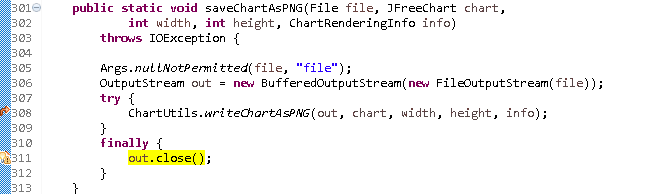 301 public static void saveChartAsPNG(File file, JFreeChart chart,
302 int width, int height, ChartRenderingInfo info)
303 throws IOException {
304
305 Args.nullNotPermitted(file, "file");
306 OutputStream out = new BufferedOutputStream(new FileOutputStream(file));
307 try {
308 ChartUtils.writeChartAsPNG(out, chart, width, height, info);
309 }
310 finally {
311 out.close();
312 }
313 }